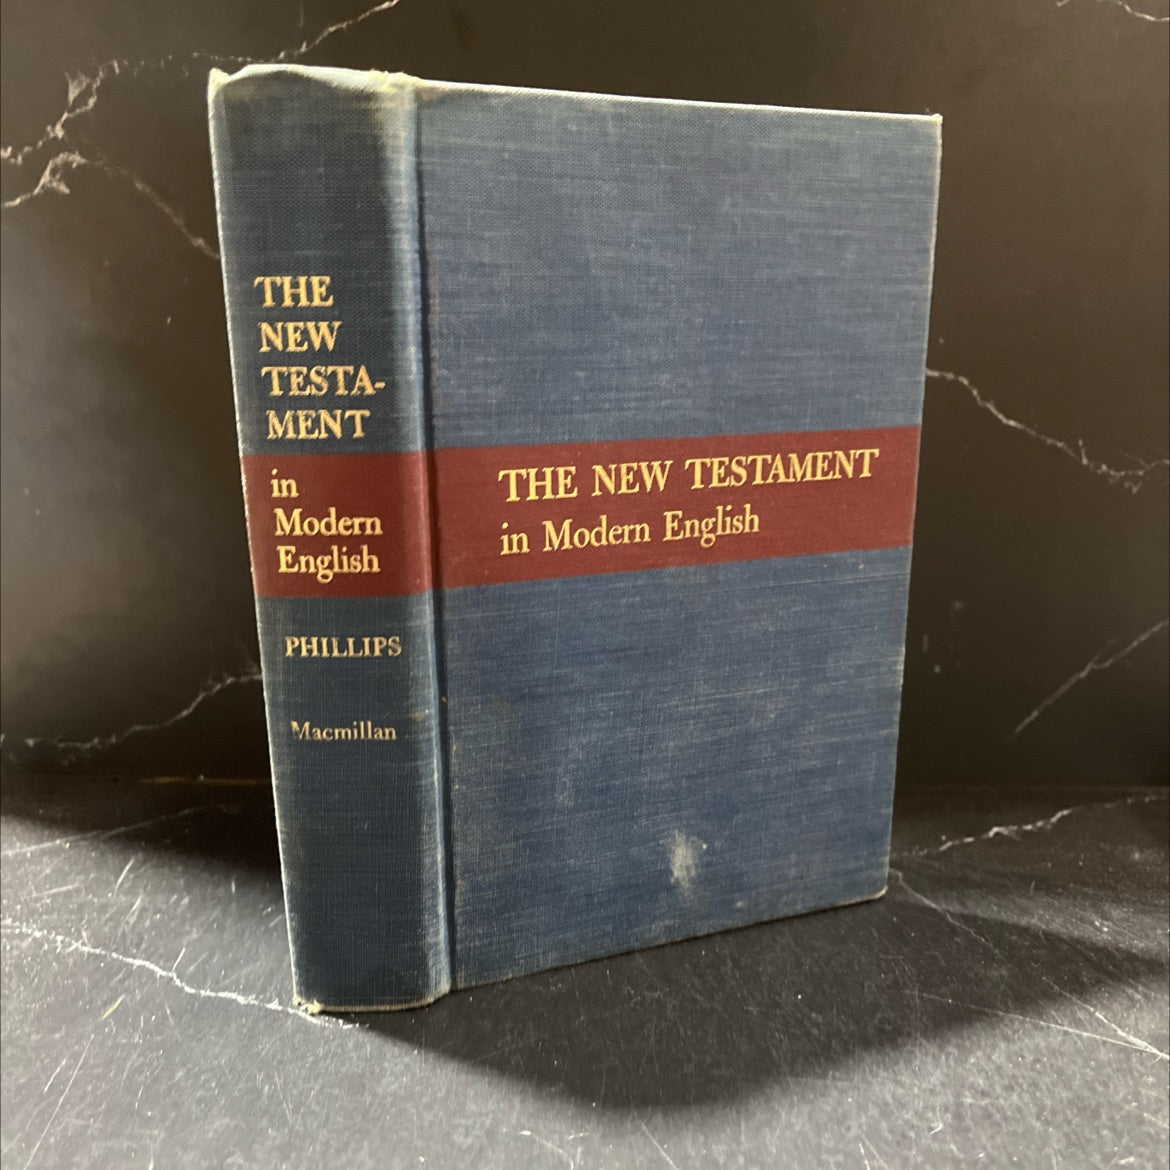 THE
NEW
TESTA-
MENT
in
Modern
English
PHILLIPS
Macmillan
THE NEW TESTAMENT
in Modern English